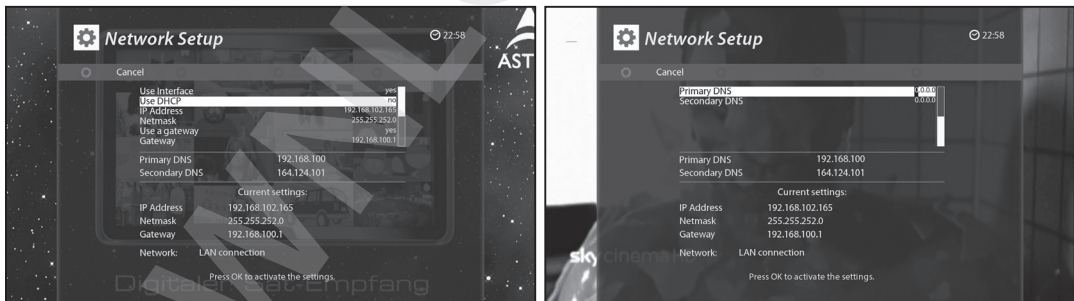 Network Setup
22:58
AST
Cancel
Use Interface yes
Use DHCP no
IP Address 192.168.102.165
Netmask 255.255.252.0
Use a gateway yes
Gateway 192.168.100.1
Primary DNS 192.168.100
Secondary DNS 164.124.101
Current settings:
IP Address 192.168.102.165
Netmask 255.255.252.0
Gateway 192.168.100.1
Network: LAN connection
Press OK to activate the settings.
Digitaler Sat-Empfang
Network Setup
22:58
Cancel
Primary DNS 0.0.0.0
Secondary DNS 0.0.0.0
Primary DNS 192.168.100
Secondary DNS 164.124.101
Current settings:
IP Address 192.168.102.165
Netmask 255.255.252.0
Gateway 192.168.100.1
Network: LAN connection
sky cinema
Press OK to activate the settings.